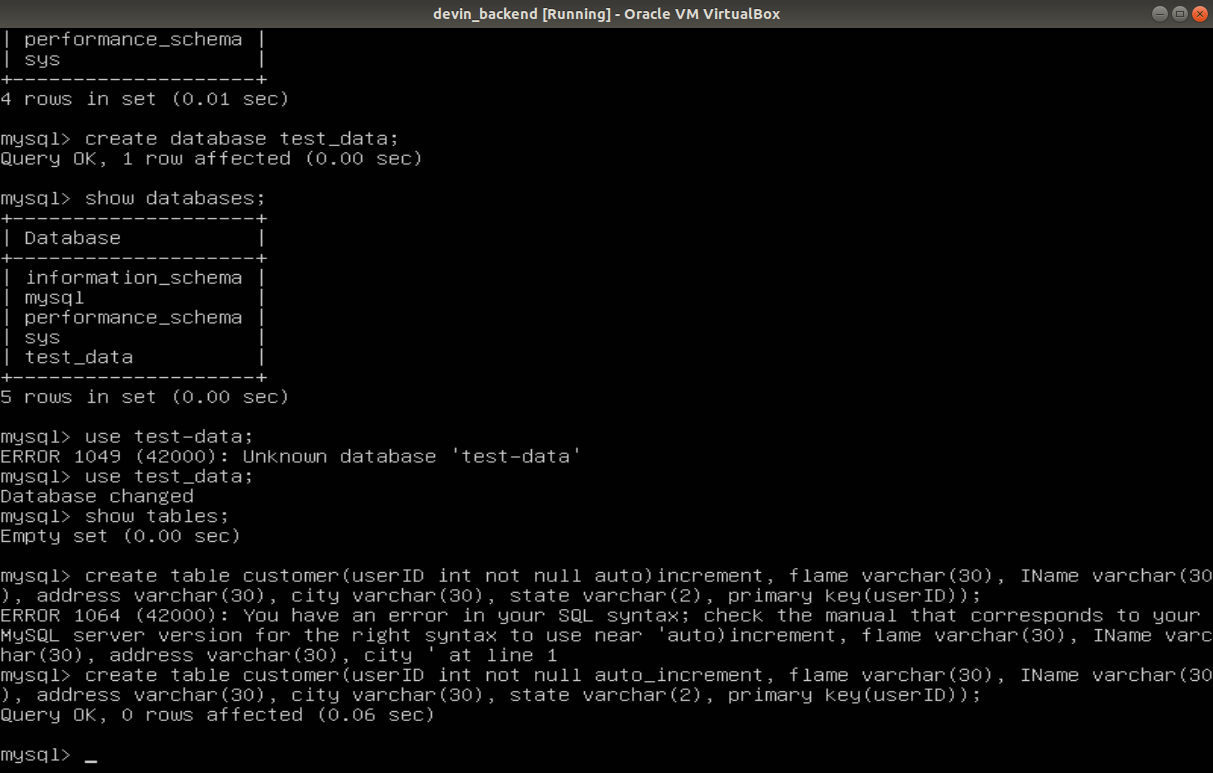 devin_backend [Running] - Oracle VM VirtualBox
| performance_schema |
| sys                |
+--------------------+
4 rows in set (0.01 sec)
mysql> create database test_data;
Query OK, 1 row affected (0.00 sec)
mysql> show databases;
+--------------------+
| Database           |
+--------------------+
| information_schema |
| mysql              |
| performance_schema |
| sys                |
| test_data          |
+--------------------+
5 rows in set (0.00 sec)
mysql> use test-data;
ERROR 1049 (42000): Unknown database 'test-data'
mysql> use test_data;
Database changed
mysql> show tables;
Empty set (0.00 sec)
mysql> create table customer(userID int not null auto)increment, flame varchar(30), IName varchar(30
), address varchar(30), city varchar(30), state varchar(2), primary key(userID));
ERROR 1064 (42000): You have an error in your SQL syntax; check the manual that corresponds to your
MySQL server version for the right syntax to use near 'auto)increment, flame varchar(30), IName varc
har(30), address varchar(30), city ' at line 1
mysql> create table customer(userID int not null auto_increment, flame varchar(30), IName varchar(30
), address varchar(30), city varchar(30), state varchar(2), primary key(userID));
Query OK, 0 rows affected (0.06 sec)
mysql> _